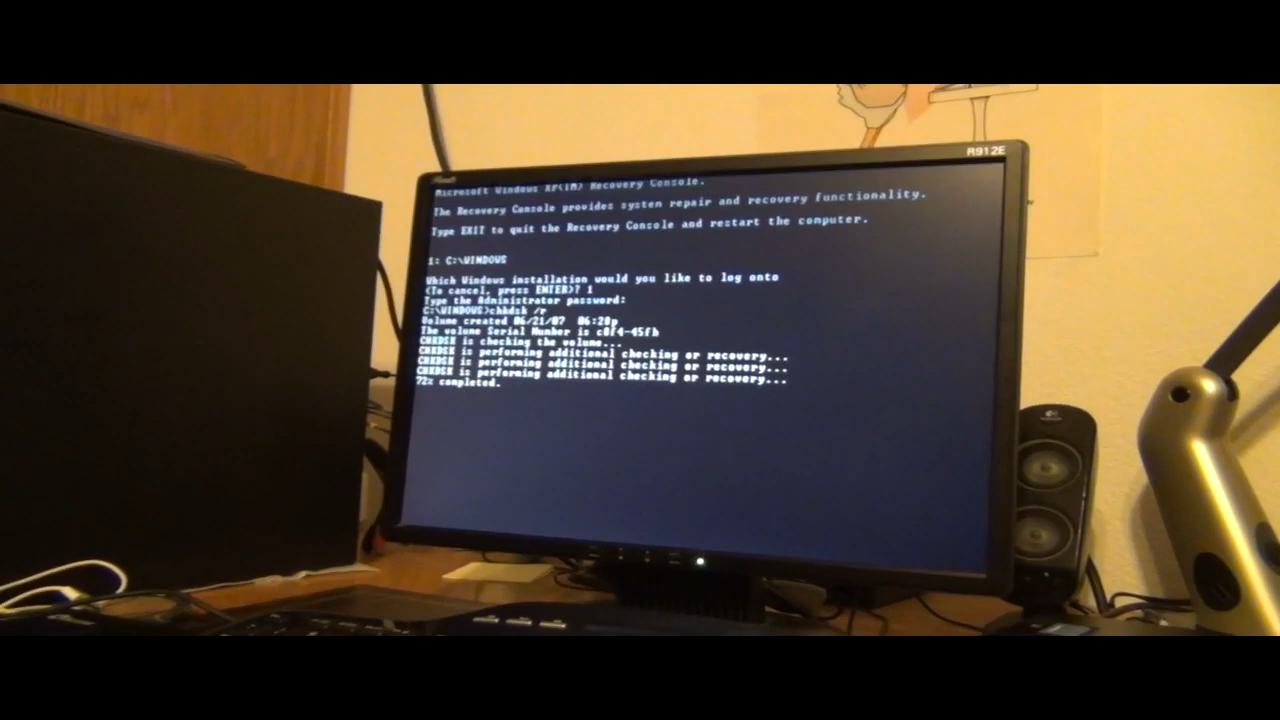 R912E
Microsoft Windows XP(TM) Recovery Console.
The Recovery Console provides system repair and recovery functionality.
Type EXIT to quit the Recovery Console and restart the computer.
1: C:\WINDOWS
Which Windows installation would you like to log onto
(To cancel, press ENTER)? 1
Type the Administrator password:
C:\WINDOWS>chkdsk /r
Volume created 06/21/07 06:28p
The volume Serial Number is c0f4-45fb
CHKDSK is checking the volume...
CHKDSK is performing additional checking or recovery...
CHKDSK is performing additional checking or recovery...
CHKDSK is performing additional checking or recovery...
72% completed.